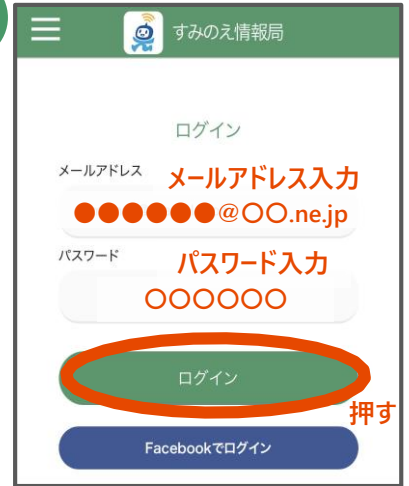 すみのえ情報局
ログイン
メールアドレス
メールアドレス入力
●●●●●●@〇〇.ne.jp
パスワード
パスワード入力
〇〇〇〇〇〇
ログイン
押す
Facebookでログイン